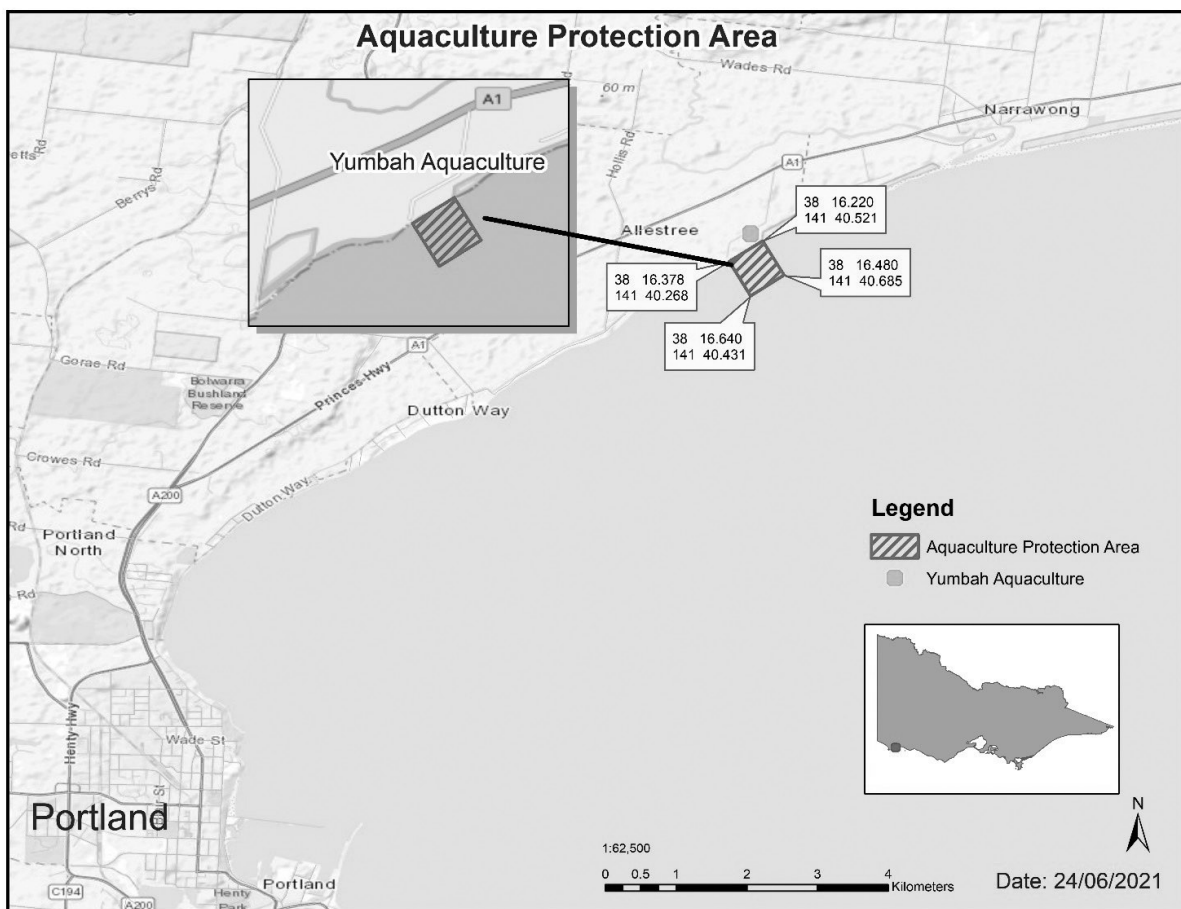 Aquaculture Protection Area
Wades Rd
60 m
Narrawong
A1
Yumbah Aquaculture
Hollis Rd
A1
Berrys Rd
Allestree
38 16.220
141 40.521
38 16.378
141 40.268
38 16.480
141 40.685
38 16.640
141 40.431
A1
Gorae Rd
Bolwarra
Bushland
Reserve
Princes Hwy
Dutton Way
Crowes Rd
A200
Dutton Way
Portland
North
Rd
Rd
Legend
Aquaculture Protection Area
Yumbah Aquaculture
Henty Hwy
Wade St
Portland
N
1:62,500
0 0.5 1 2 3 4
Kilometers
Date: 24/06/2021
C194
A200
Henty
Park
Portland